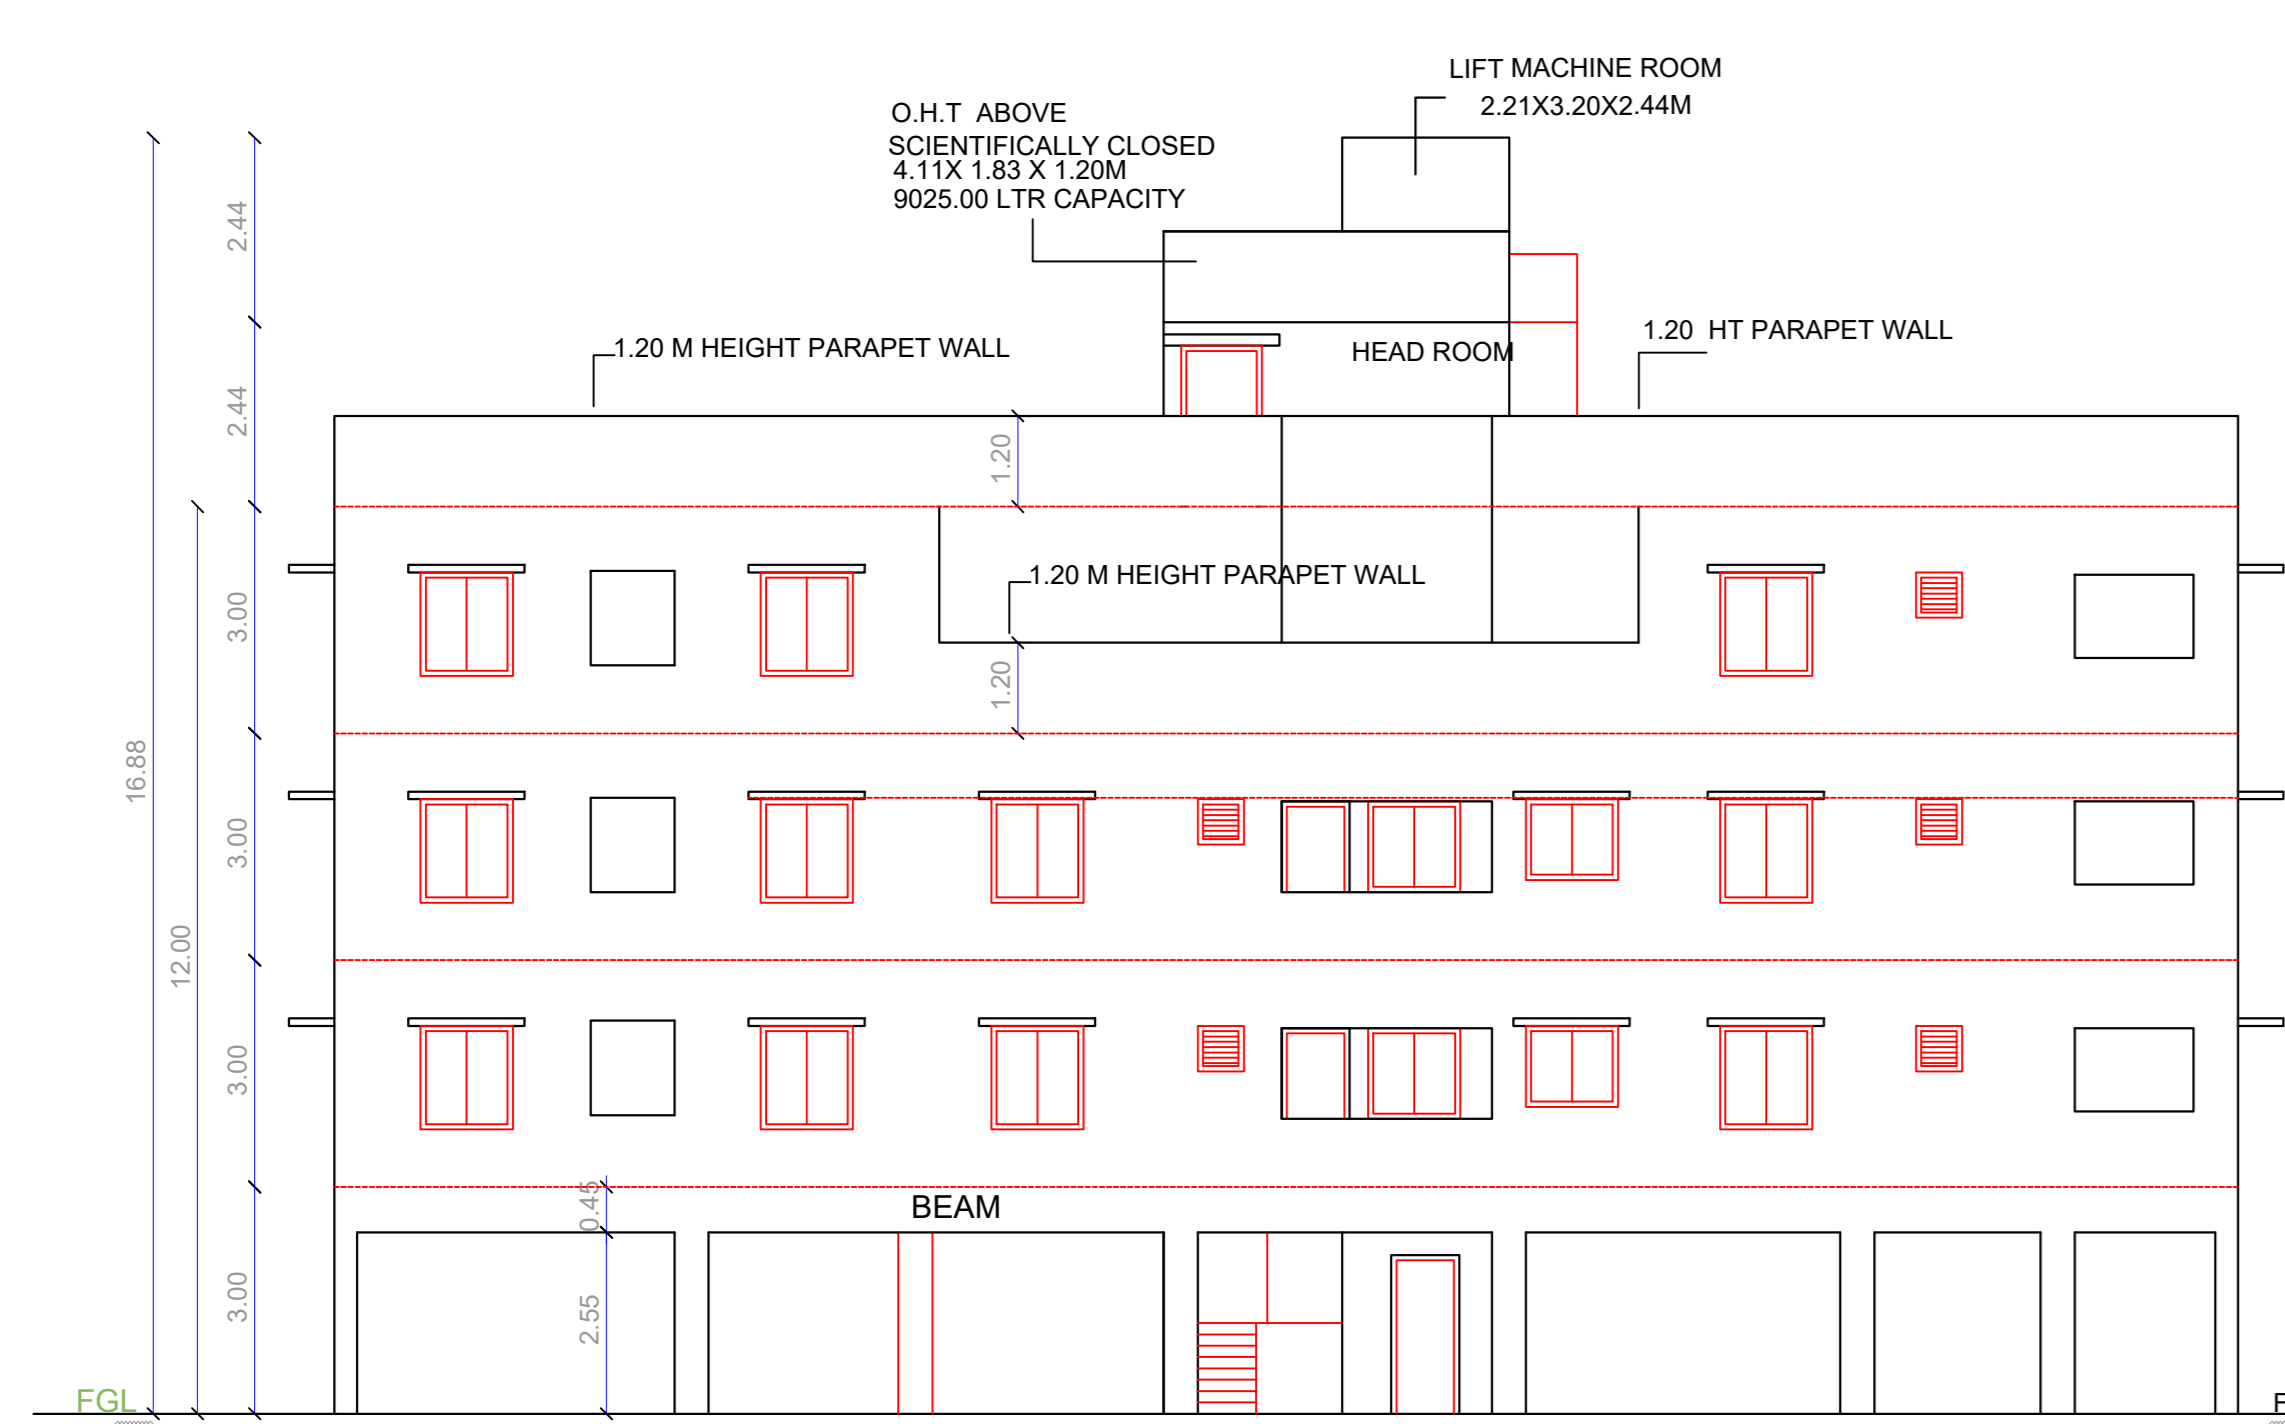 LIFT MACHINE ROOM
2.21X3.20X2.44M
O.H.T ABOVE
SCIENTIFICALLY CLOSED
4.11X 1.83 X 1.20M
9025.00 LTR CAPACITY
2.44
1.20 HT PARAPET WALL
1.20 M HEIGHT PARAPET WALL
HEAD ROOM
2.44
1.20
1.20 M HEIGHT PARAPET WALL
3.00
1.20
16.88
3.00
12.00
3.00
0.45
BEAM
3.00
2.55
FGL
F